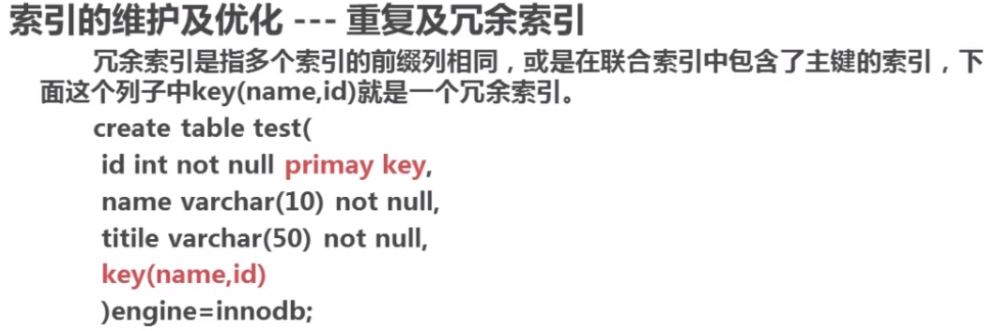 索引的维护及优化 --- 重复及冗余索引
冗余索引是指多个索引的前缀列相同，或是在联合索引中包含了主键的索引，下
面这个列子中key(name,id)就是一个冗余索引。
create table test(
id int not null primay key,
name varchar(10) not null,
titile varchar(50) not null,
key(name,id)
)engine=innodb;